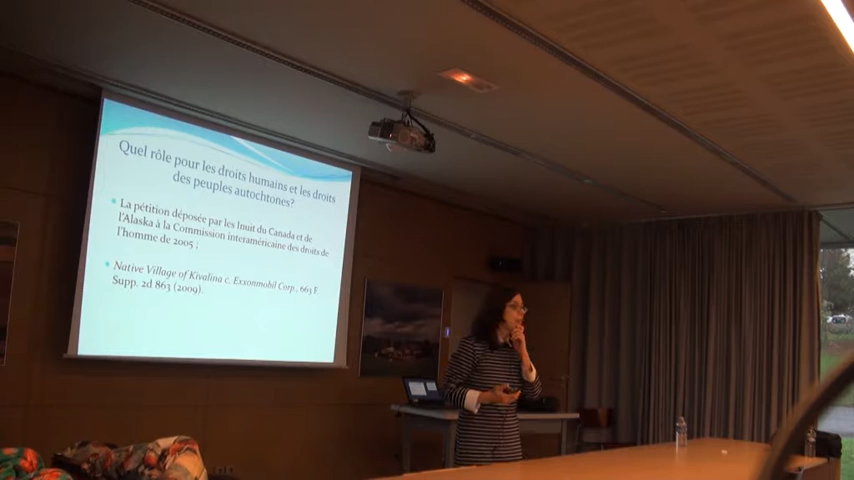 Quel rôle pour les droits humains et les droits
des peuples autochtones?
La pétition déposée par les Inuit du Canada et de
l'Alaska à la Commission interaméricaine des droits de
l'homme de 2005 ;
Native Village of Kivalina c. Exxonmobil Corp., 663 F.
Supp. 2d 863 (2009).